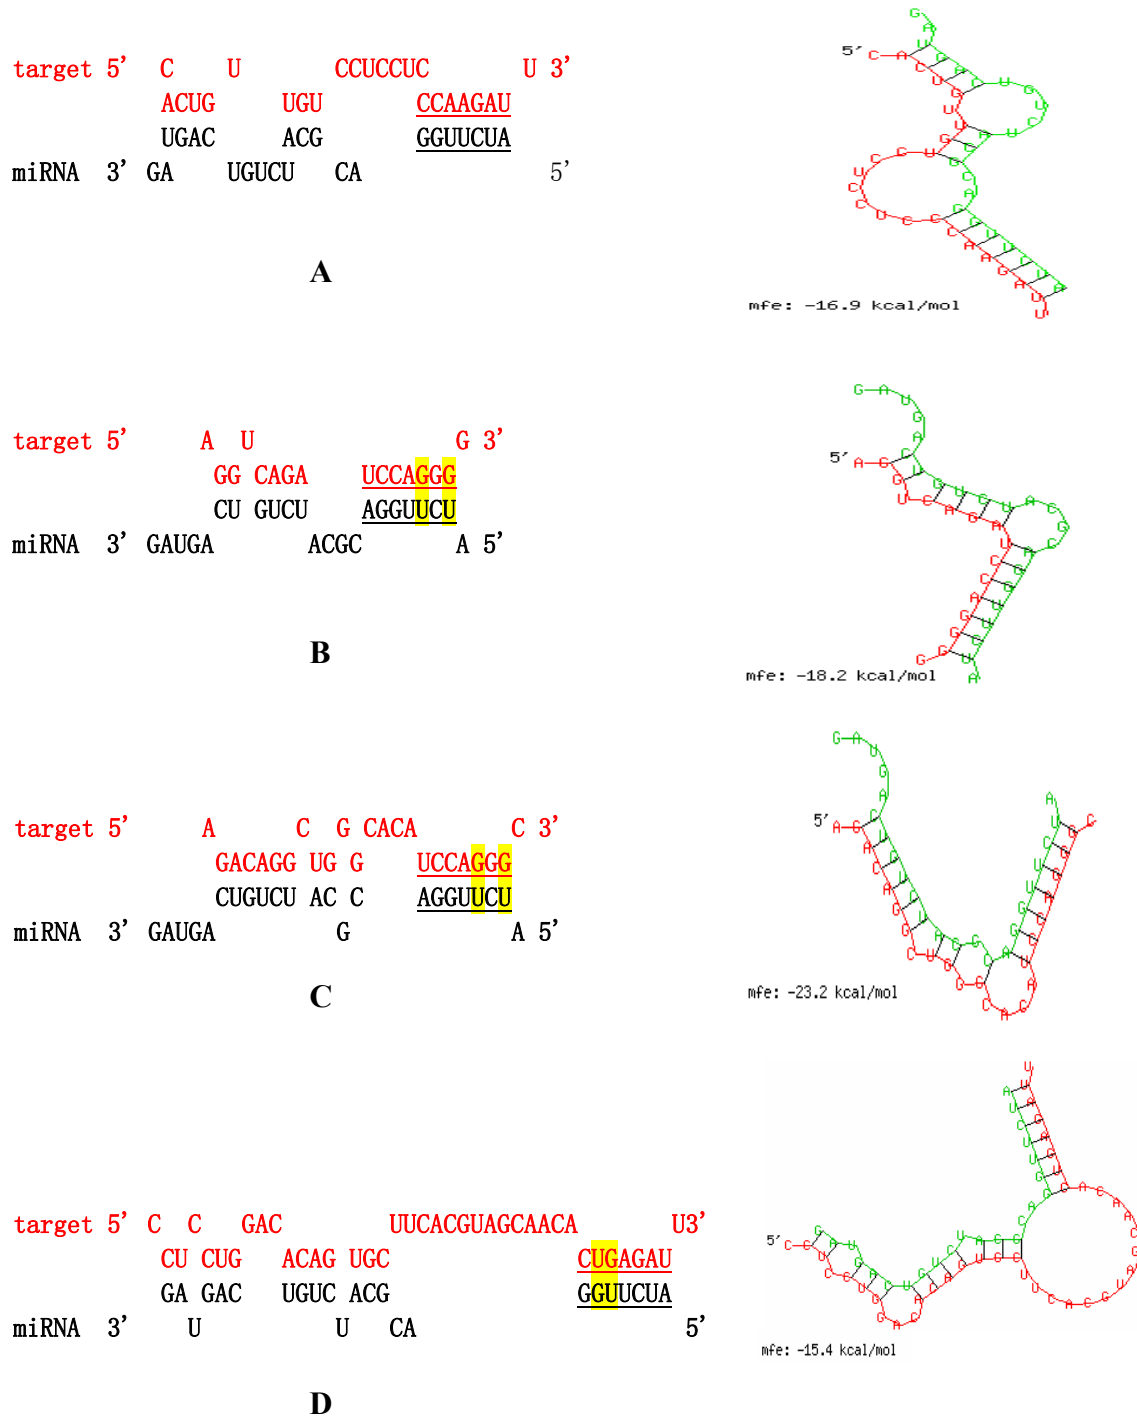 target 5’ C U CCUCCUC U 3’
ACUG UGU CCAAGAU
UGAC ACG GGUUCUA
miRNA 3’ GA UGUCU CA 5’
5'
mfe: -16.9 kcal/mol
A
target 5’ A U G 3’
GG CAGA UCCAGGG
CU GUCU AGGUUCU
miRNA 3’ GAUGA ACGC A 5’
5'
mfe: -18.2 kcal/mol
B
target 5’ A C G CACA C 3’
GACAGG UG G UCCAGGG
CUGUCU AC C AGGUUCU
miRNA 3’ GAUGA G A 5’
5'
mfe: -23.2 kcal/mol
C
target 5’ C C GAC UUCACGUAGCAACA U3’
CU CUG ACAG UGC CUGAGAU
GA GAC UGUC ACG GGUUCUA
miRNA 3’ U U CA 5’
5'
mfe: -15.4 kcal/mol
D